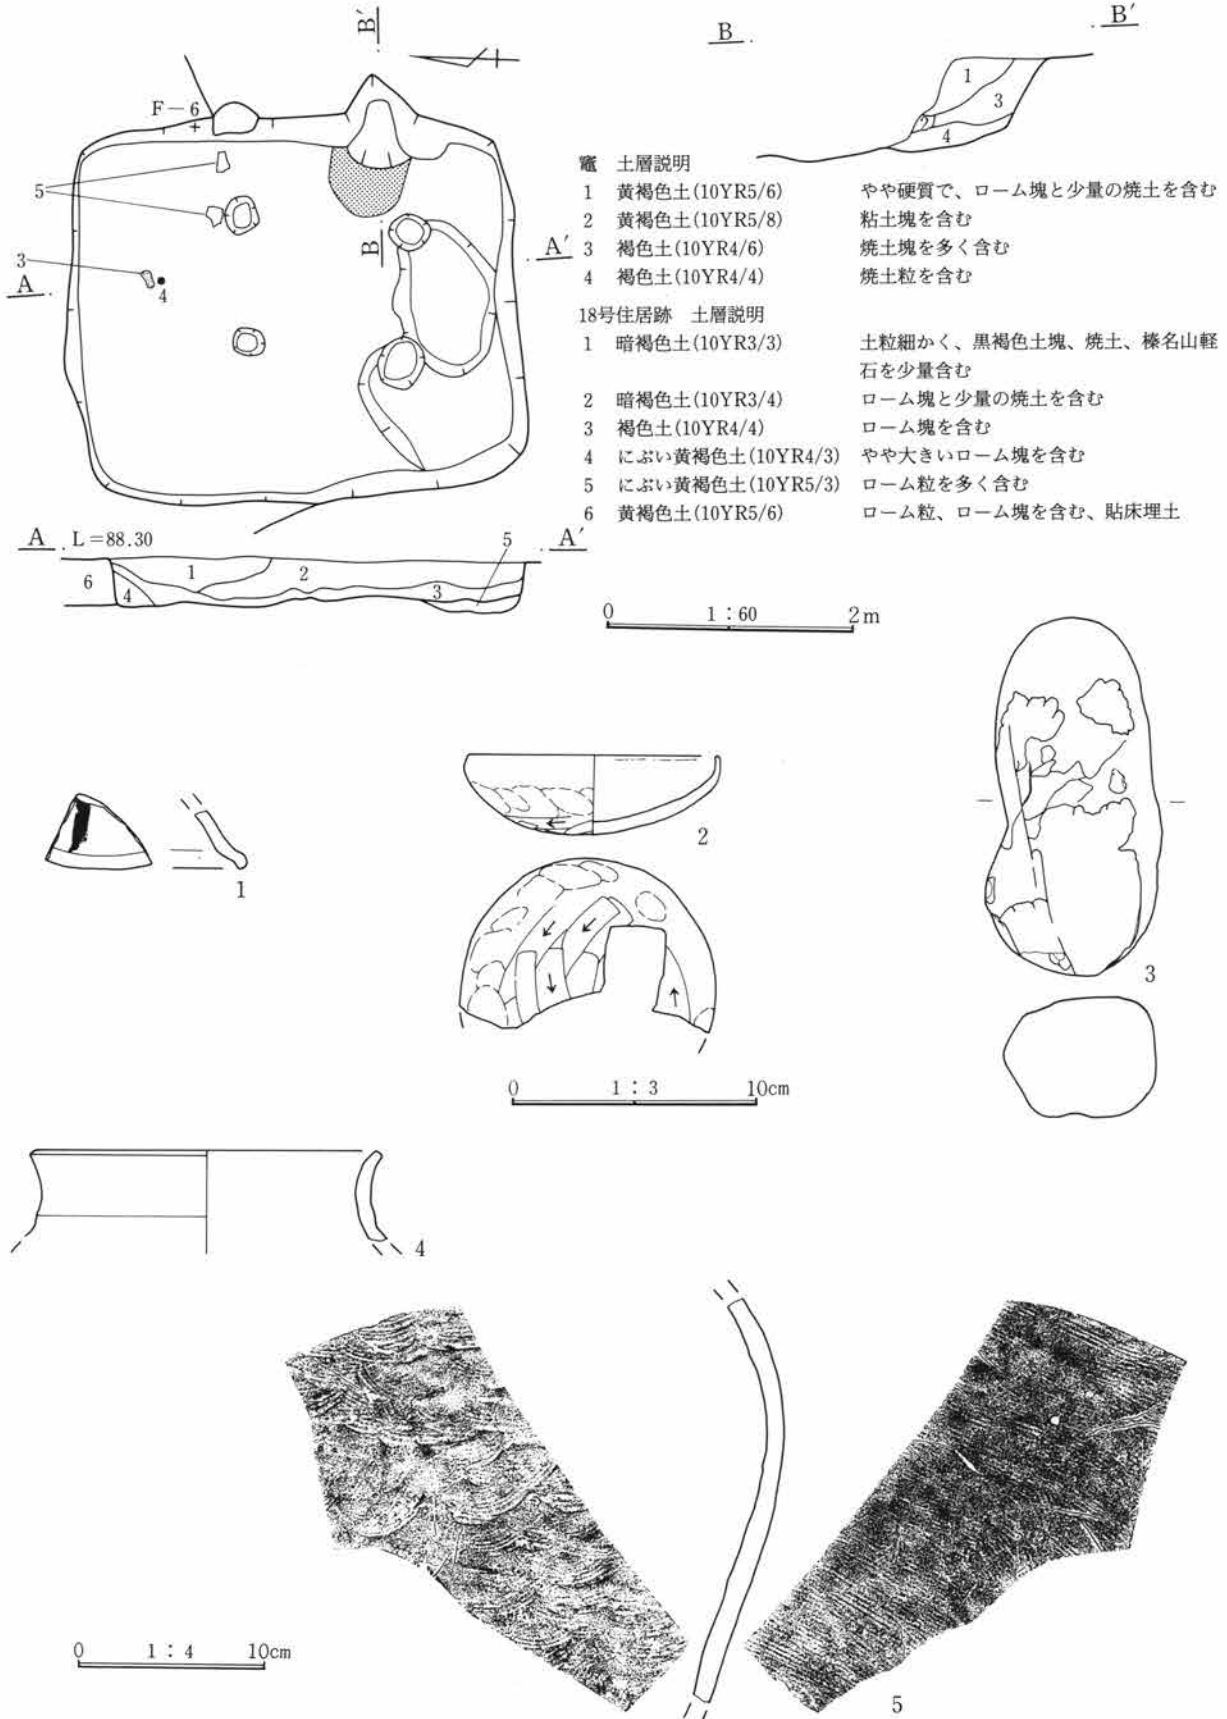 B′
F－6
5
3
4
A
A′
B
B
B′
1
3
2
4
竈 土層説明
1 黄褐色土(10YR5/6) やや硬質で、ローム塊と少量の焼土を含む
2 黄褐色土(10YR5/8) 粘土塊を含む
3 褐色土(10YR4/6) 焼土塊を多く含む
4 褐色土(10YR4/4) 焼土粒を含む
18号住居跡 土層説明
1 暗褐色土(10YR3/3) 土粒細かく、黒褐色土塊、焼土、榛名山軽
石を少量含む
2 暗褐色土(10YR3/4) ローム塊と少量の焼土を含む
3 褐色土(10YR4/4) ローム塊を含む
4 にぶい黄褐色土(10YR4/3) やや大きいローム塊を含む
5 にぶい黄褐色土(10YR5/3) ローム粒を多く含む
6 黄褐色土(10YR5/6) ローム粒、ローム塊を含む、貼床埋土
A L＝88.30 5 A′
6 4 1 2 3
0 1：60 2m
1
2
3
0 1：3 10cm
4
0 1：4 10cm
5